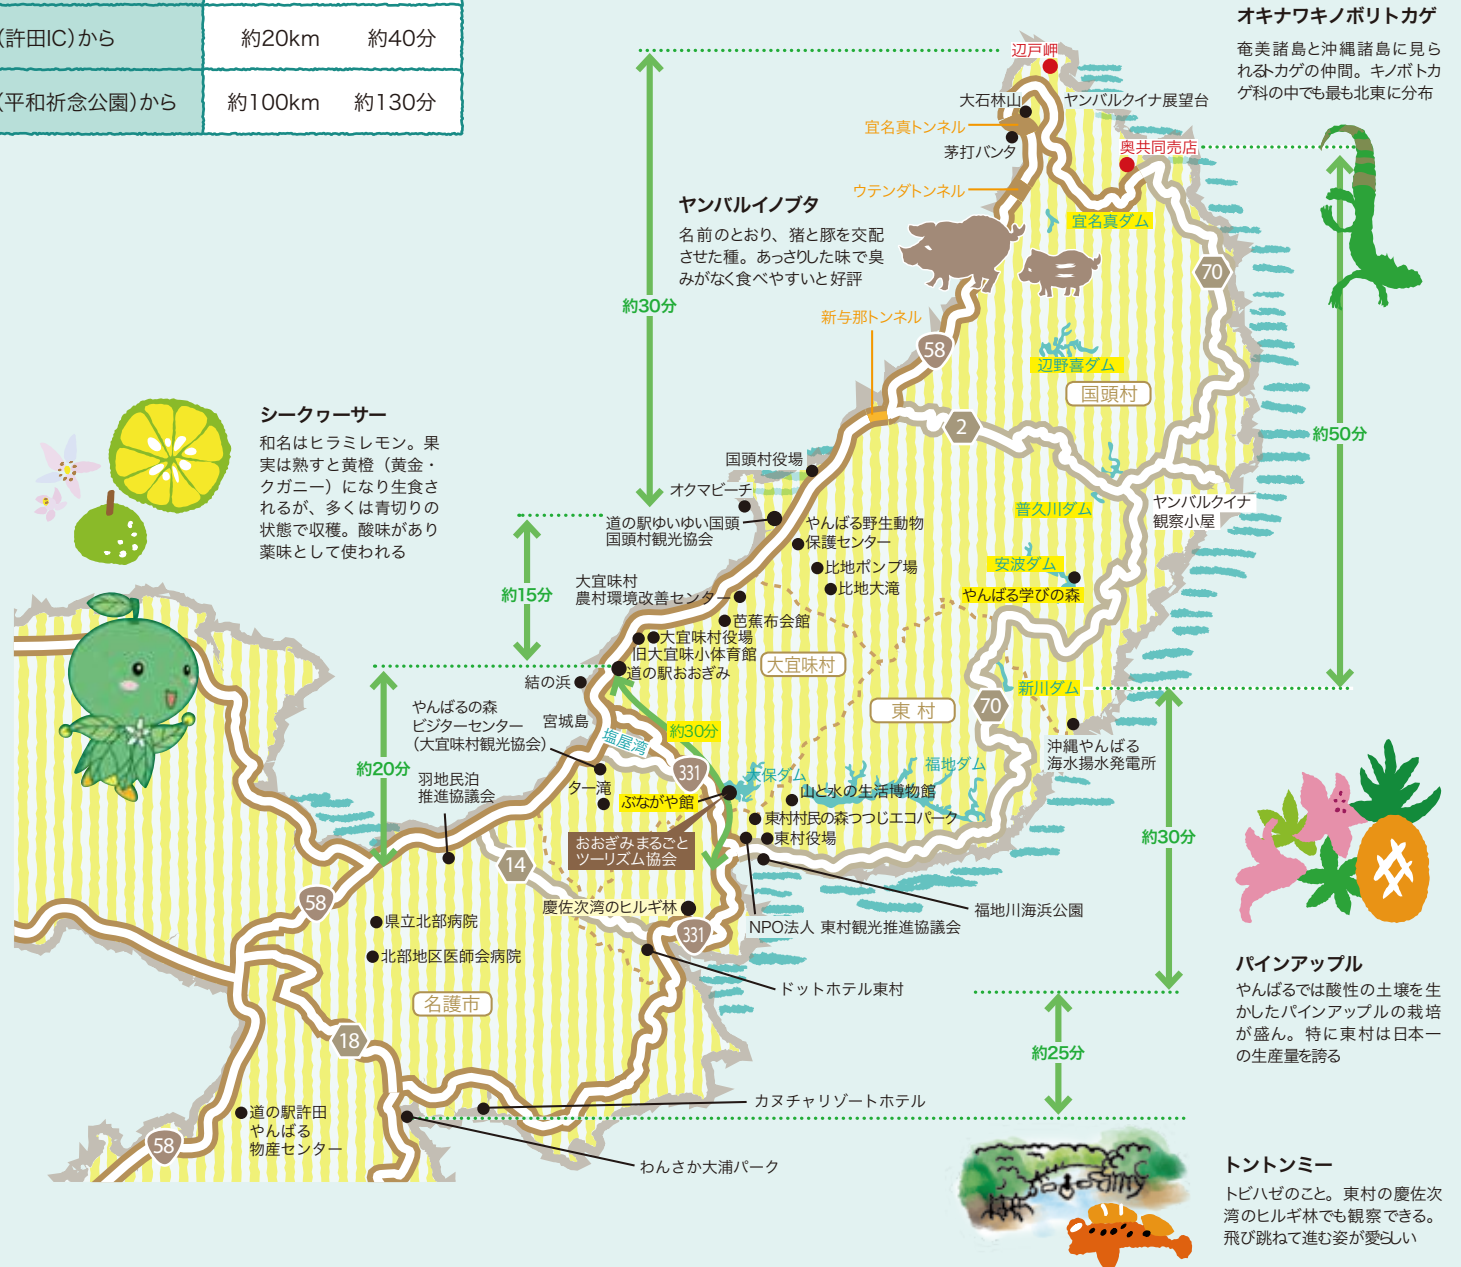 (許田IC)から 約20km 約40分
(平和祈念公園)から 約100km 約130分
オキナワキノボリトカゲ
奄美諸島と沖縄諸島に見ら
れるトカゲの仲間。キノボトカ
ゲ科の中でも最も北東に分布
辺戸岬
大石林山
ヤンバルクイナ展望台
宜名真トンネル
茅打バンタ
奥共同売店
ウテンダトンネル
宜名真ダム
ヤンバルイノブタ
名前のとおり、猪と豚を交配
させた種。あっさりした味で臭
みがなく食べやすいと好評
70
約30分
新与那トンネル
58
辺野喜ダム
国頭村
2
約50分
シークヮーサー
和名はヒラミレモン。果
実は熟すと黄橙（黄金・
クガニー）になり生食さ
れるが、多くは青切りの
状態で収穫。酸味があり
薬味として使われる
国頭村役場
オクマビーチ
道の駅ゆいゆい国頭
国頭村観光協会
やんばる野生動物
保護センター
比地ポンプ場
比地大滝
普久川ダム
ヤンバルクイナ
観察小屋
安波ダム
やんばる学びの森
約15分
大宜味村
農村環境改善センター
芭蕉布会館
大宜味村役場
旧大宜味小体育館
道の駅おおぎみ
大宜味村
結の浜
東 村
70
新川ダム
やんばるの森
ビジターセンター
（大宜味村観光協会）
宮城島
塩屋湾
約30分
沖縄やんばる
海水揚水発電所
約20分
羽地民泊
推進協議会
ター滝
331
大保ダム
福地ダム
ぶながや館
山と水の生活博物館
東村村民の森つつじエコパーク
東村役場
おおぎみまるごと
ツーリズム協会
約30分
14
58
慶佐次湾のヒルギ林
福地川海浜公園
県立北部病院
331
NPO法人 東村観光推進協議会
北部地区医師会病院
ドットホテル東村
名護市
18
パインアップル
やんばるでは酸性の土壌を生
かしたパインアップルの栽培
が盛ん。特に東村は日本一
の生産量を誇る
約25分
カヌチャリゾートホテル
道の駅許田
やんばる
物産センター
58
わんさか大浦パーク
トントンミー
トビハゼのこと。東村の慶佐次
湾のヒルギ林でも観察できる。
飛び跳ねて進む姿が愛らしい